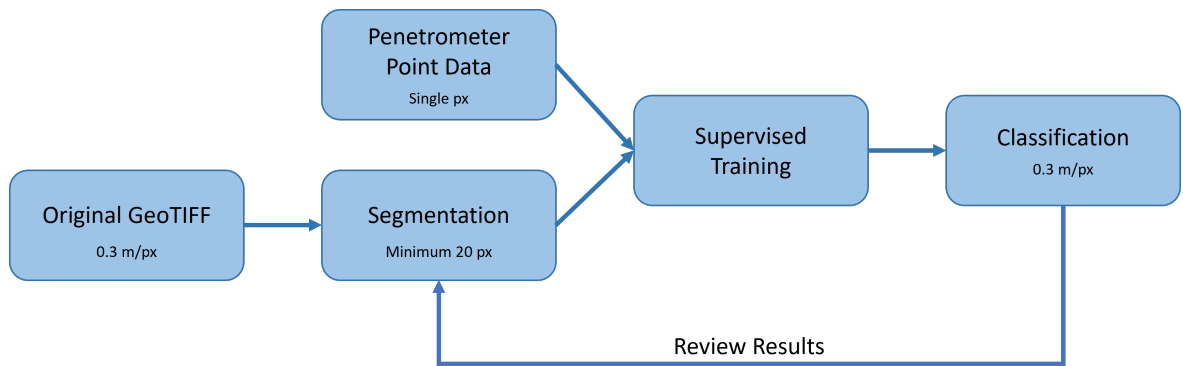 Penetrometer
Point Data
Single px
Supervised
Training
Classification
0.3 m/px
Original GeoTIFF
0.3 m/px
Segmentation
Minimum 20 px
Review Results